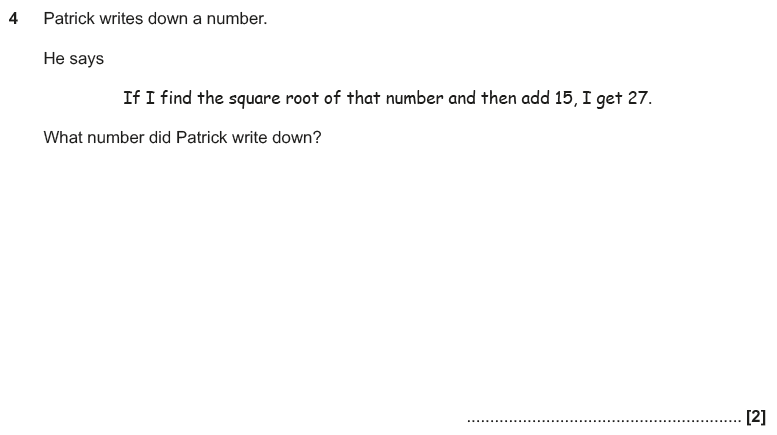 4 Patrick writes down a number.
He says
If I find the square root of that number and then add 15, I get 27.
What number did Patrick write down?
............................................................ [2]